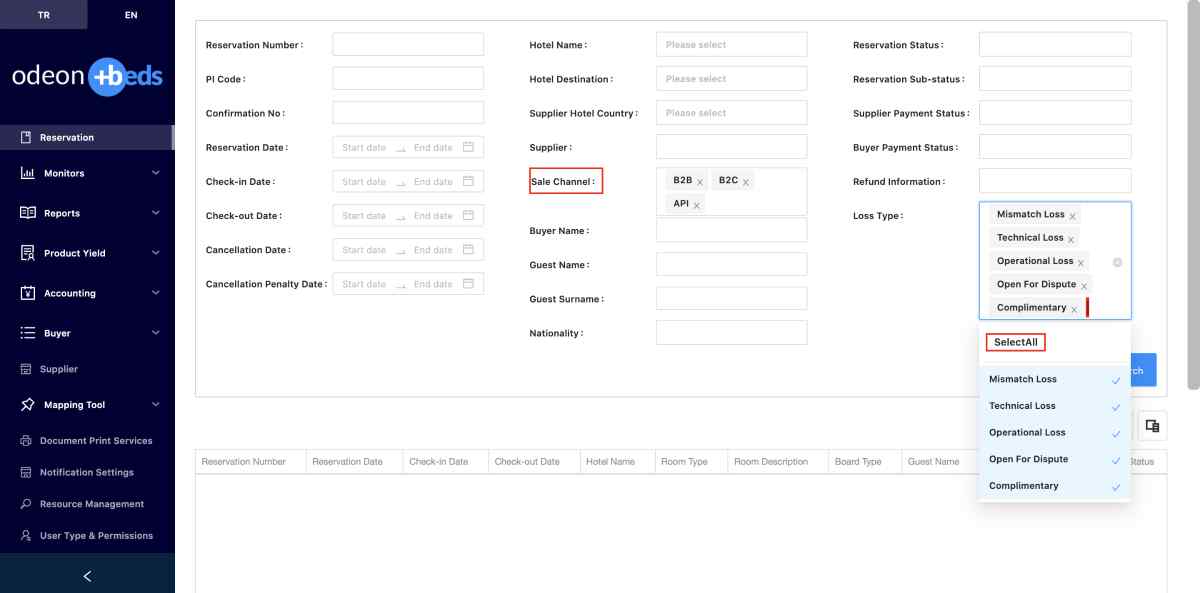 TR
EN
odeon +beds
Reservation
Monitors
Reports
Product Yield
Accounting
Buyer
Supplier
Mapping Tool
Document Print Services
Notification Settings
Resource Management
User Type & Permissions
Reservation Number :
PI Code :
Confirmation No :
Reservation Date :
Start date
End date
Check-in Date :
Start date
End date
Check-out Date :
Start date
End date
Cancellation Date :
Start date
End date
Cancellation Penalty Date :
Start date
End date
Hotel Name :
Please select
Hotel Destination :
Please select
Supplier Hotel Country :
Please select
Supplier :
Sale Channel :
B2B
B2C
API
Buyer Name :
Guest Name :
Guest Surname :
Nationality :
Reservation Status :
Reservation Sub-status :
Supplier Payment Status :
Buyer Payment Status :
Refund Information :
Loss Type :
Mismatch Loss
Technical Loss
Operational Loss
Open For Dispute
Complimentary
SelectAll
Mismatch Loss
Technical Loss
Operational Loss
Open For Dispute
Complimentary
rch
Reservation Number
Reservation Date
Check-in Date
Check-out Date
Hotel Name
Room Type
Room Description
Board Type
Guest Name
Status